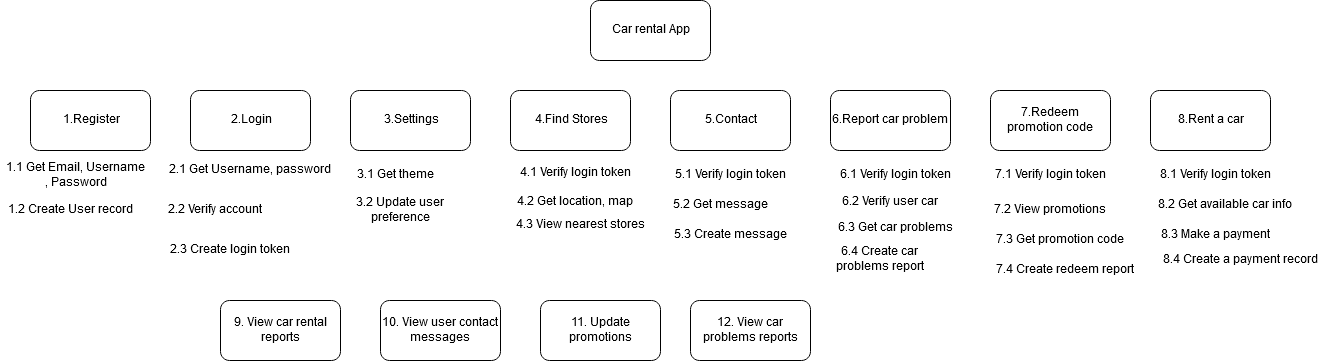 Car rental App
1.Register
2.Login
3.Settings
4.Find Stores
5.Contact
6.Report car problem
7.Redeem
promotion code
8.Rent a car
1.1 Get Email, Username
, Password
1.2 Create User record
2.1 Get Username, password
2.2 Verify account
2.3 Create login token
3.1 Get theme
3.2 Update user
preference
4.1 Verify login token
4.2 Get location, map
4.3 View nearest stores
5.1 Verify login token
5.2 Get message
5.3 Create message
6.1 Verify login token
6.2 Verify user car
6.3 Get car problems
6.4 Create car
problems report
7.1 Verify login token
7.2 View promotions
7.3 Get promotion code
7.4 Create redeem report
8.1 Verify login token
8.2 Get available car info
8.3 Make a payment
8.4 Create a payment record
9. View car rental
reports
10. View user contact
messages
11. Update
promotions
12. View car
problems reports